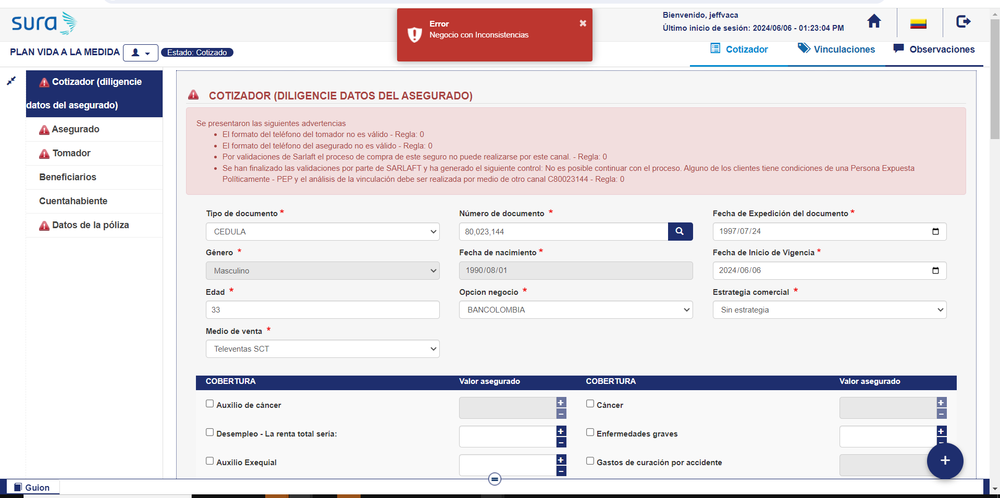 sura
Error
Negocio con Inconsistencias
Bienvenido, jeffvaca
Último inicio de sesión: 2024/06/06 - 01:23:04 PM
PLAN VIDA A LA MEDIDA
Estado: Cotizado
Cotizador
Vinculaciones
Observaciones
Cotizador (diligencie
datos del asegurado)
Asegurado
Tomador
Beneficiarios
Cuentahabiente
Datos de la póliza
COTIZADOR (DILIGENCIE DATOS DEL ASEGURADO)
Se presentaron las siguientes advertencias
• El formato del teléfono del tomador no es válido - Regla: 0
• El formato del teléfono del asegurado no es válido - Regla: 0
• Por validaciones de Sarlaft el proceso de compra de este seguro no puede realizarse por este canal. - Regla: 0
• Se han finalizado las validaciones por parte de SARLAFT y ha generado el siguiente control: No es posible continuar con el proceso. Alguno de los clientes tiene condiciones de una Persona Expuesta
Políticamente - PEP y el análisis de la vinculación debe ser realizada por medio de otro canal C80023144 - Regla: 0
Tipo de documento *
Número de documento *
Fecha de Expedición del documento *
CEDULA
80,023,144
1997/07/24
Género *
Fecha de nacimiento *
Fecha de Inicio de Vigencia *
Masculino
1990/08/01
2024/06/06
Edad *
Opcion negocio *
Estrategia comercial *
33
BANCOLOMBIA
Sin estrategia
Medio de venta *
Televentas SCT
COBERTURA
Valor asegurado
COBERTURA
Valor asegurado
Auxilio de cáncer
Cáncer
Desempleo - La renta total sería:
Enfermedades graves
Auxilio Exequial
Gastos de curación por accidente
Guion